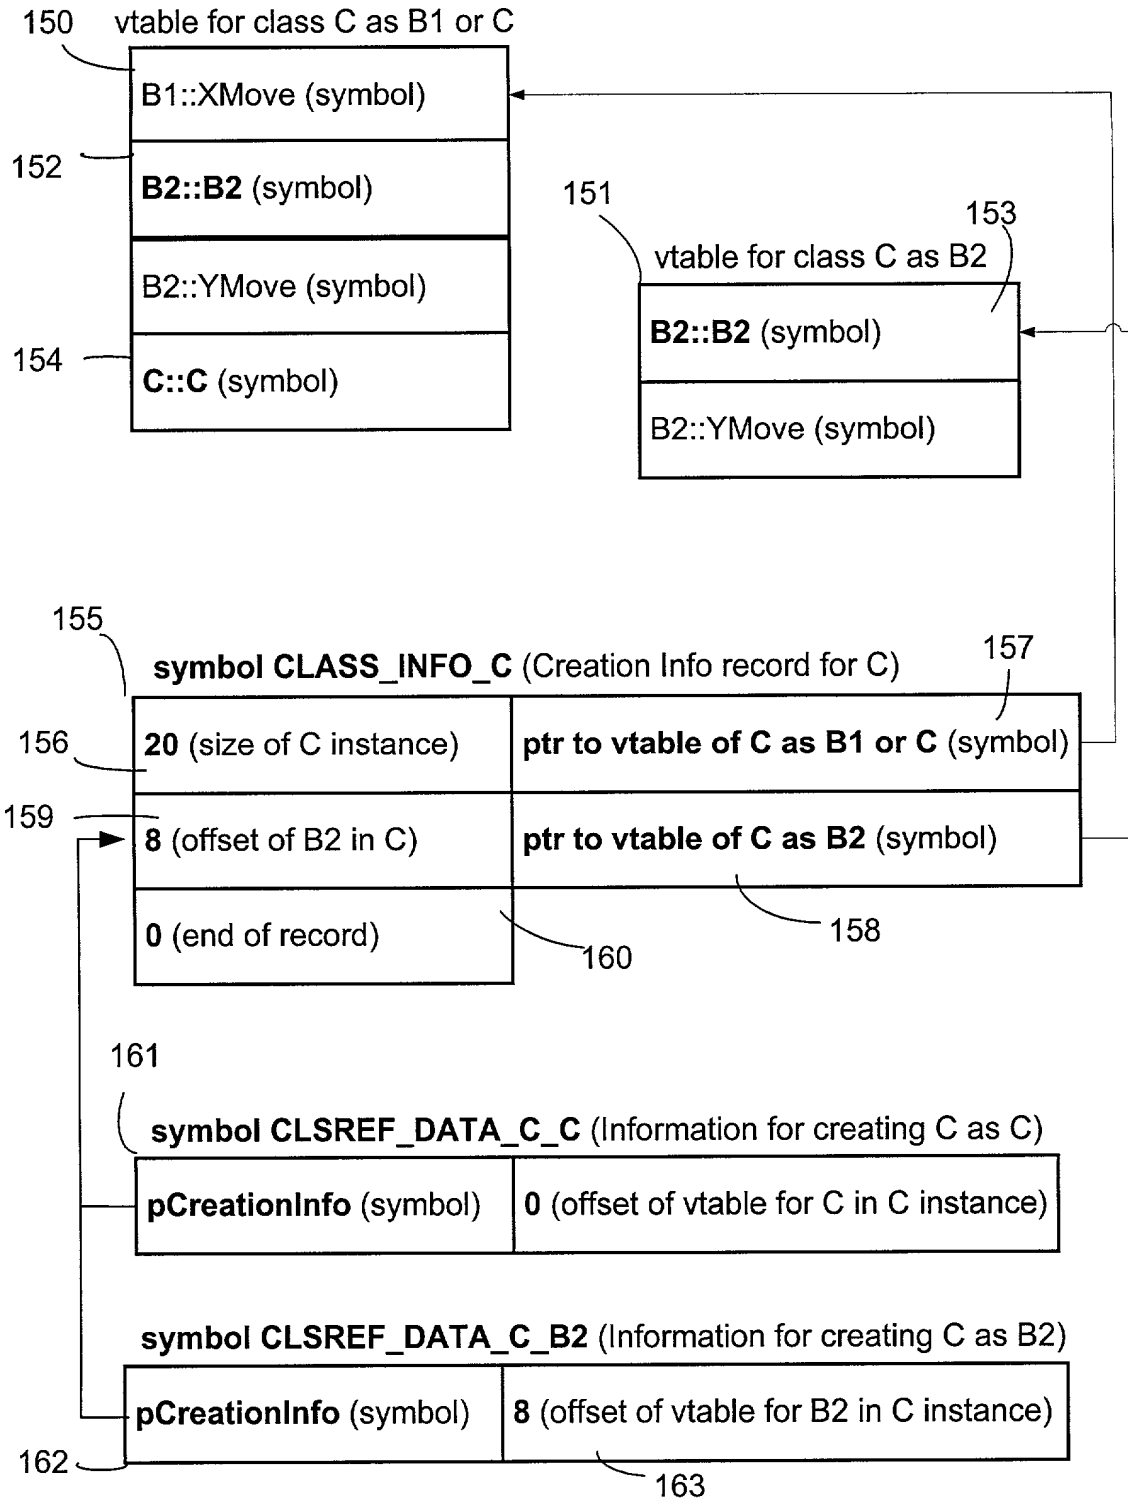 150 vtable for class C as B1 or C
B1::XMove (symbol)
152
B2::B2 (symbol)
B2::YMove (symbol)
154
C::C (symbol)
151
153
vtable for class C as B2
B2::B2 (symbol)
B2::YMove (symbol)
155
symbol CLASS_INFO_C (Creation Info record for C)
157
156
20 (size of C instance)
ptr to vtable of C as B1 or C (symbol)
159
8 (offset of B2 in C)
ptr to vtable of C as B2 (symbol)
158
0 (end of record)
160
161
symbol CLSREF_DATA_C_C (Information for creating C as C)
pCreationInfo (symbol)
0 (offset of vtable for C in C instance)
symbol CLSREF_DATA_C_B2 (Information for creating C as B2)
pCreationInfo (symbol)
8 (offset of vtable for B2 in C instance)
162
163